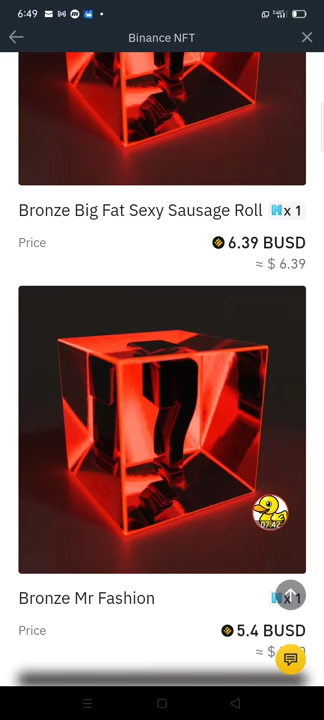 6:49
Binance NFT
Bronze Big Fat Sexy Sausage Roll x 1
Price 6.39 BUSD
≈ $ 6.39
07:42
Bronze Mr Fashion x 1
Price 5.4 BUSD
≈ $